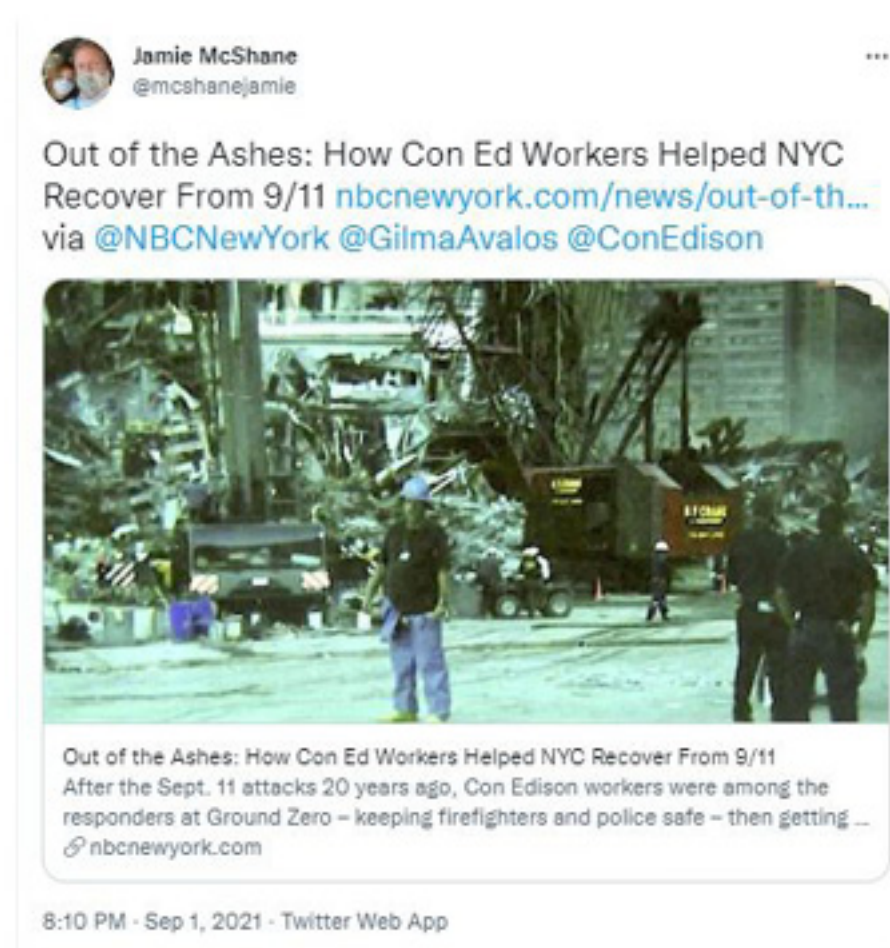 Jamie McShane
@mcshanejamie
Out of the Ashes: How Con Ed Workers Helped NYC
Recover From 9/11 nbcnewyork.com/news/out-of-th...
via @NBCNewYork @GilmaAvalos @ConEdison
Out of the Ashes: How Con Ed Workers Helped NYC Recover From 9/11
After the Sept. 11 attacks 20 years ago, Con Edison workers were among the
responders at Ground Zero – keeping firefighters and police safe – then getting ...
nbcnewyork.com
8:10 PM · Sep 1, 2021 · Twitter Web App